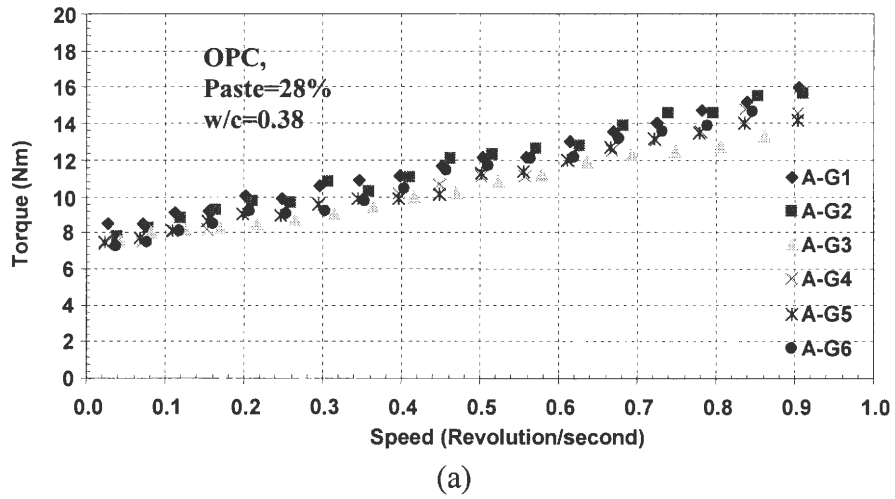 20
18
16
14
12
10
8
6
4
2
0
Torque (Nm)
OPC,
Paste=28%
w/c=0.38
A-G1
A-G2
A-G3
A-G4
A-G5
A-G6
0.0 0.1 0.2 0.3 0.4 0.5 0.6 0.7 0.8 0.9 1.0
Speed (Revolution/second)
(a)